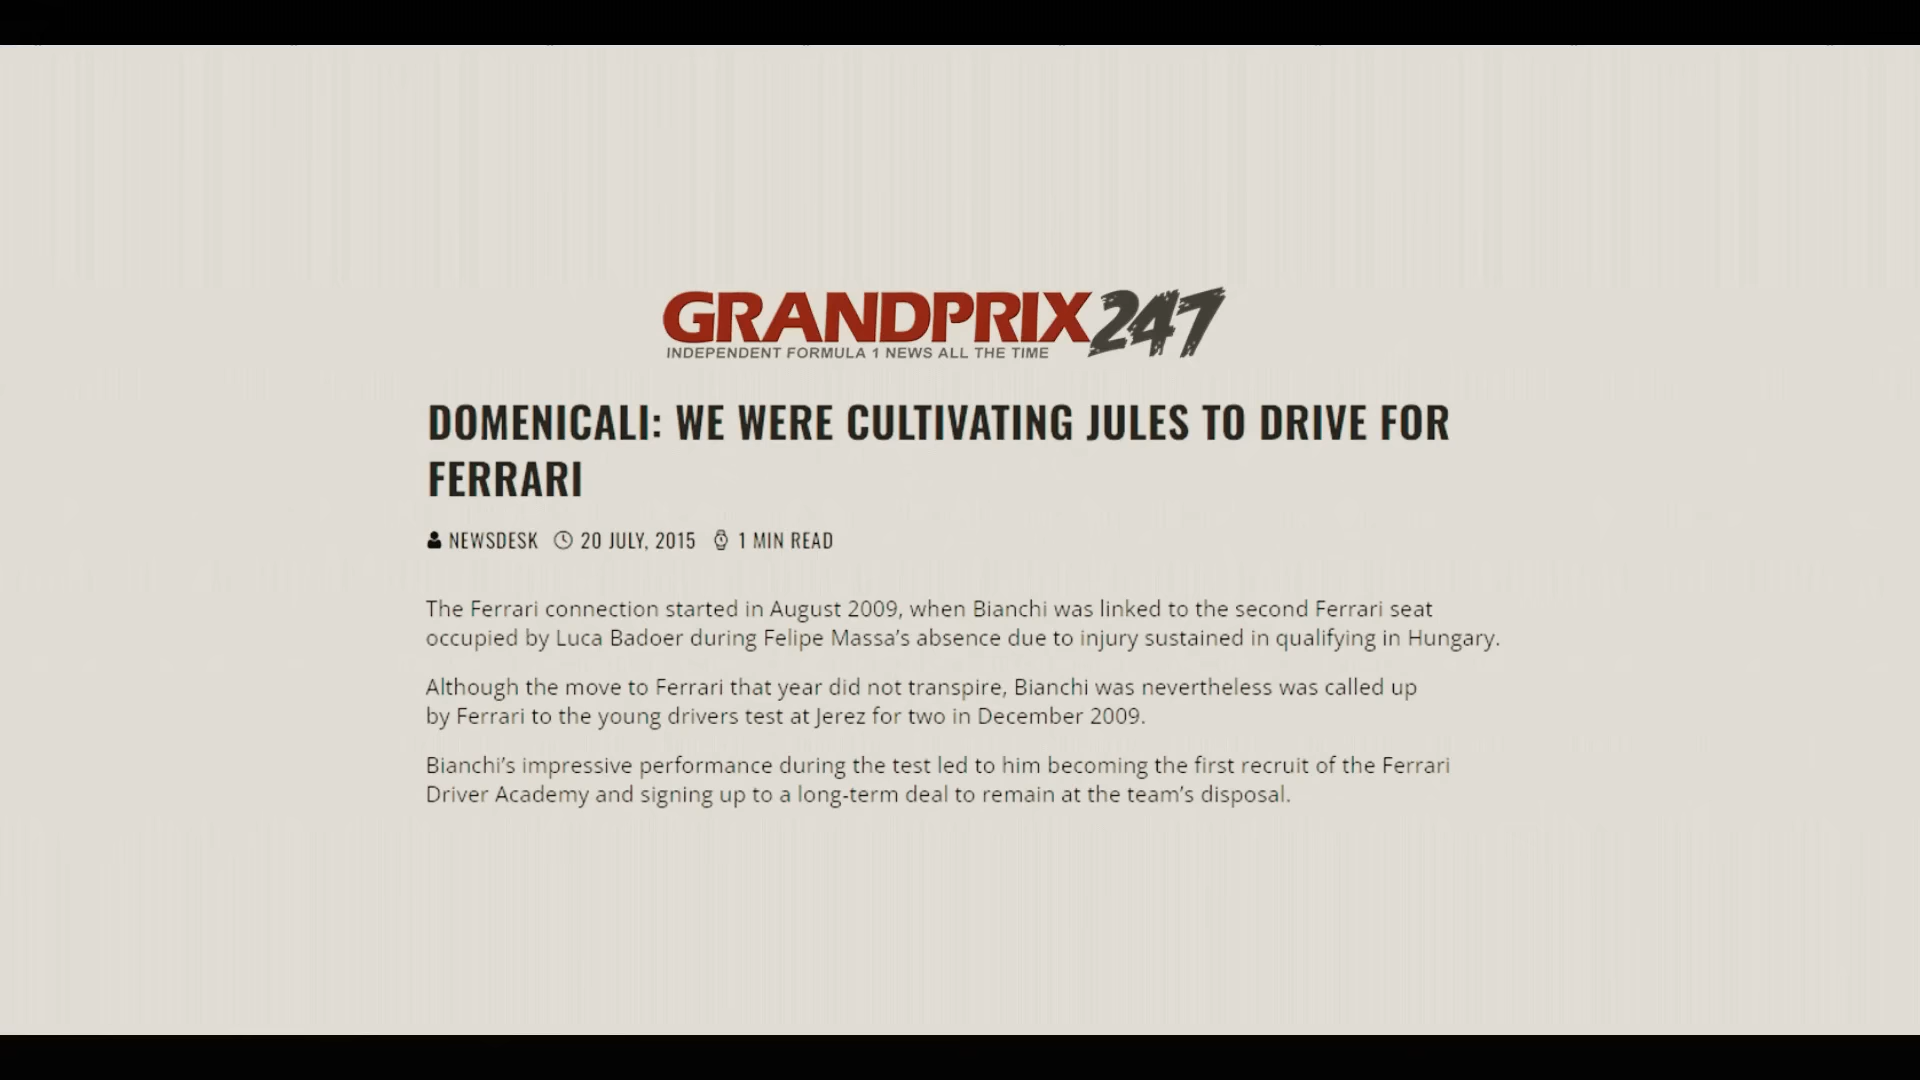 GRANDPRIX247
INDEPENDENT FORMULA 1 NEWS ALL THE TIME
DOMENICALI: WE WERE CULTIVATING JULES TO DRIVE FOR
FERRARI
NEWSDESK 20 JULY, 2015 1 MIN READ
The Ferrari connection started in August 2009, when Bianchi was linked to the second Ferrari seat
occupied by Luca Badoer during Felipe Massa’s absence due to injury sustained in qualifying in Hungary.
Although the move to Ferrari that year did not transpire, Bianchi was nevertheless was called up
by Ferrari to the young drivers test at Jerez for two in December 2009.
Bianchi’s impressive performance during the test led to him becoming the first recruit of the Ferrari
Driver Academy and signing up to a long-term deal to remain at the team’s disposal.